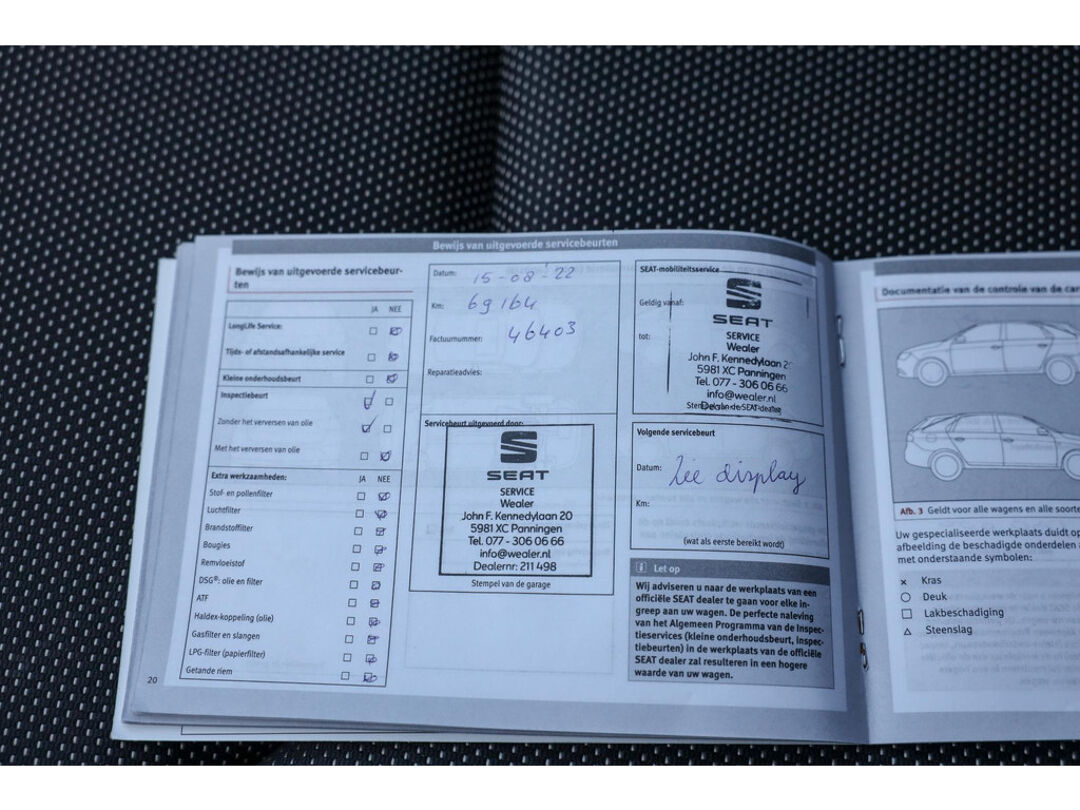 Bewijs van uitgevoerde servicebeurten
Bewijs van uitgevoerde servicebeur-
ten
JA NEE
LongLife Service:
Tijds- of afstandsafhankelijke service
Kleine onderhoudsbeurt
Inspectiebeurt
Zonder het verversen van olie
Met het verversen van olie
Extra werkzaamheden: JA NEE
Stof- en pollenfilter
Luchtfilter
Brandstoffilter
Bougies
Remvloeistof
DSG®: olie en filter
ATF
Haldex-koppeling (olie)
Gasfilter en slangen
LPG-filter (papierfilter)
Getande riem
20
Datum: 15-08-'22
Km: 69164
Factuurnummer: 46403
Reparatieadvies:
Servicebeurt uitgevoerd door:
SEAT
SERVICE
Wealer
John F. Kennedylaan 20
5981 XC Panningen
Tel. 077 - 306 06 66
info@wealer.nl
Dealernr: 211 498
Stempel van de garage
SEAT-mobiliteitsservice
Geldig vanaf:
tot:
SEAT
SERVICE
Wealer
John F. Kennedylaan 20
5981 XC Panningen
Tel. 077 - 306 06 66
info@wealer.nl
Volgende servicebeurt
Datum: Zie display
Km:
(wat als eerste bereikt wordt)
i Let op
Wij adviseren u naar de werkplaats van een
officiële SEAT dealer te gaan voor elke in-
greep aan uw wagen. De perfecte naleving
van het Algemeen Programma van de Inspec-
tieservices (kleine onderhoudsbeurt, Inspec-
tiebeurten) in de werkplaats van de officiële
SEAT dealer zal resulteren in een hogere
waarde van uw wagen.
Documentatie van de controle van de car
Afb. 3 Geldt voor alle wagens en alle soorte
Uw gespecialiseerde werkplaats duidt op
afbeelding de beschadigde onderdelen
met onderstaande symbolen:
Kras
Deuk
Lakbeschadiging
Steenslag